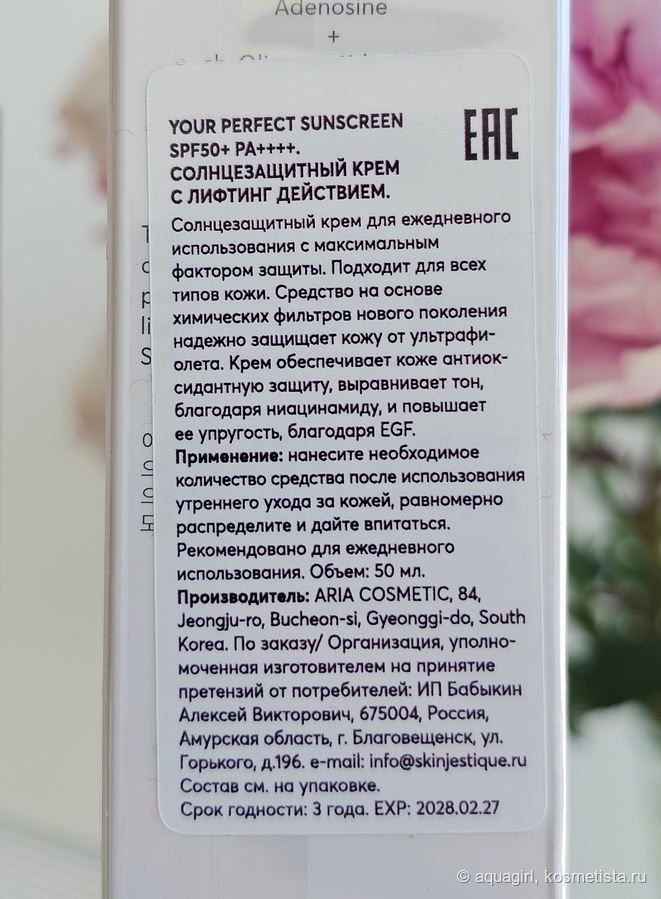 Adenosine
+
YOUR PERFECT SUNSCREEN
SPF50+ PA++++.
СОЛНЦЕЗАЩИТНЫЙ КРЕМ
С ЛИФТИНГ ДЕЙСТВИЕМ.
EAC
Солнцезащитный крем для ежедневного
использования с максимальным
фактором защиты. Подходит для всех
типов кожи. Средство на основе
химических фильтров нового поколения
надежно защищает кожу от ультрафи-
олета. Крем обеспечивает коже антиок-
сидантную защиту, выравнивает тон,
благодаря ниацинамиду, и повышает
ее упругость, благодаря EGF.
Применение: нанесите необходимое
количество средства после использования
утреннего ухода за кожей, равномерно
распределите и дайте впитаться.
Рекомендовано для ежедневного
использования. Объем: 50 мл.
Производитель: ARIA COSMETIC, 84,
Jeongju-ro, Bucheon-si, Gyeonggi-do, South
Korea. По заказу/ Организация, уполно-
моченная изготовителем на принятие
претензий от потребителей: ИП Бабыкин
Алексей Викторович, 675004, Россия,
Амурская область, г. Благовещенск, ул.
Горького, д.196. e-mail: info@skinjestique.ru
Состав см. на упаковке.
Срок годности: 3 года. EXP: 2028.02.27
© aquagirl, kosmetista.ru